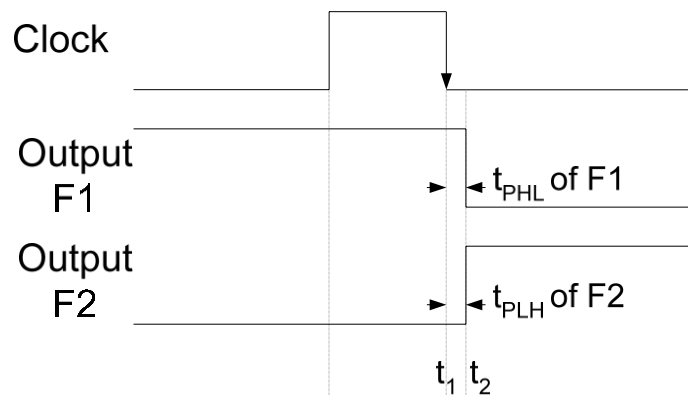 Clock
Output
F1
tPHL of F1
Output
F2
tPLH of F2
t1 t2